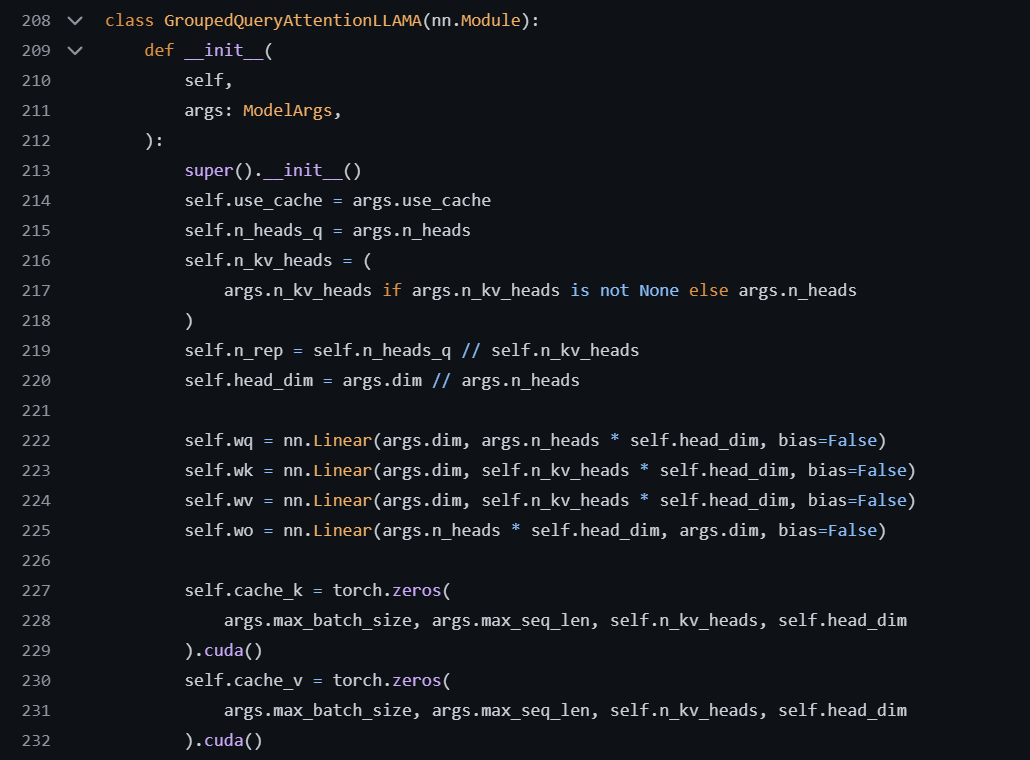 208 class GroupedQueryAttentionLLAMA(nn.Module):
209     def __init__(
210         self,
211         args: ModelArgs,
212     ):
213         super().__init__()
214         self.use_cache = args.use_cache
215         self.n_heads_q = args.n_heads
216         self.n_kv_heads = (
217             args.n_kv_heads if args.n_kv_heads is not None else args.n_heads
218         )
219         self.n_rep = self.n_heads_q // self.n_kv_heads
220         self.head_dim = args.dim // args.n_heads
221
222         self.wq = nn.Linear(args.dim, args.n_heads * self.head_dim, bias=False)
223         self.wk = nn.Linear(args.dim, self.n_kv_heads * self.head_dim, bias=False)
224         self.wv = nn.Linear(args.dim, self.n_kv_heads * self.head_dim, bias=False)
225         self.wo = nn.Linear(args.n_heads * self.head_dim, args.dim, bias=False)
226
227         self.cache_k = torch.zeros(
228             args.max_batch_size, args.max_seq_len, self.n_kv_heads, self.head_dim
229         ).cuda()
230         self.cache_v = torch.zeros(
231             args.max_batch_size, args.max_seq_len, self.n_kv_heads, self.head_dim
232         ).cuda()